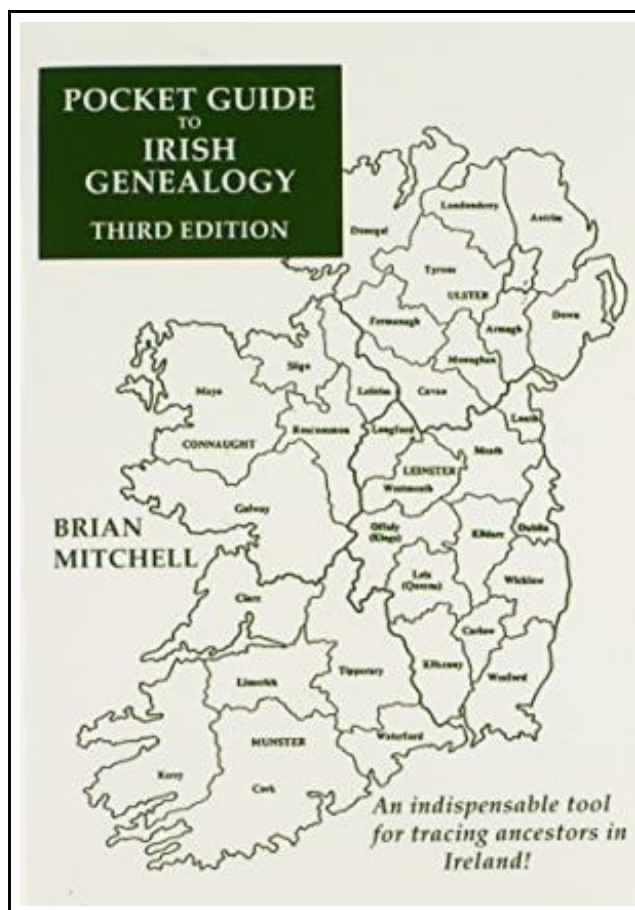 POCKET GUIDE
TO
IRISH
GENEALOGY
THIRD EDITION
Londonderry
Antrim
Donegal
Tyrone
ULSTER
Fermanagh
Armagh
Down
Monaghan
Sligo
Leitrim
Cavan
Mayo
Louth
Roscommon
Longford
CONNAUGHT
Meath
LEINSTER
Westmeath
Galway
BRIAN
MITCHELL
Offaly
(Kings)
Kildare
Dublin
Leix
(Queens)
Wicklow
Clare
Carlow
Tipperary
Kilkenny
Wexford
Limerick
Waterford
MUNSTER
Kerry
Cork
An indispensable tool
for tracing ancestors in
Ireland!